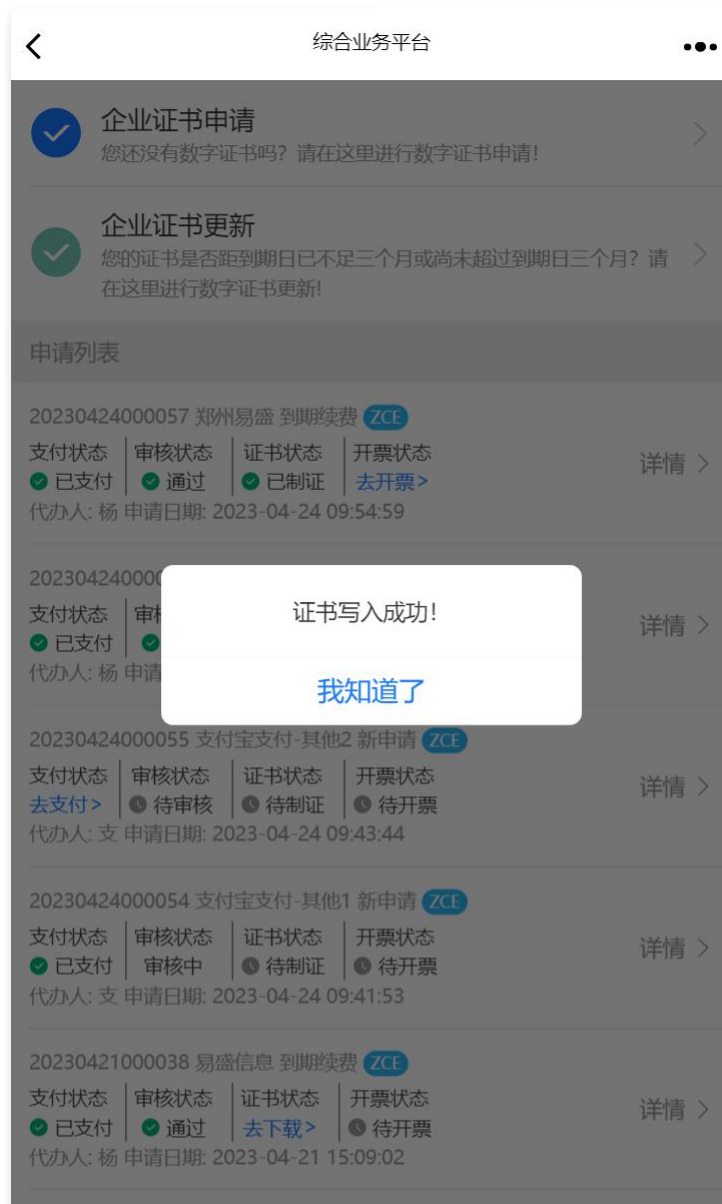 综合业务平台
企业证书申请
您还没有数字证书吗？请在这里进行数字证书申请！
企业证书更新
您的证书是否距到期日已不足三个月或尚未超过到期日三个月？请
在这里进行数字证书更新!
申请列表
20230424000057 郑州易盛 到期续费 ZCE
支付状态 审核状态 证书状态 开票状态
已支付 通过 已制证 去开票>
详情
代办人: 杨 申请日期: 2023-04-24 09:54:59
202304240000
支付状态 审核
已支付
详情
代办人: 杨 申请
证书写入成功！
我知道了
20230424000055 支付宝支付-其他2 新申请 ZCE
支付状态 审核状态 证书状态 开票状态
去支付> 待审核 待制证 待开票
详情
代办人: 支 申请日期: 2023-04-24 09:43:44
20230424000054 支付宝支付-其他1 新申请 ZCE
支付状态 审核状态 证书状态 开票状态
已支付 审核中 待制证 待开票
详情
代办人: 支 申请日期: 2023-04-24 09:41:53
20230421000038 易盛信息 到期续费 ZCE
支付状态 审核状态 证书状态 开票状态
已支付 通过 去下载> 待开票
详情
代办人: 杨 申请日期: 2023-04-21 15:09:02